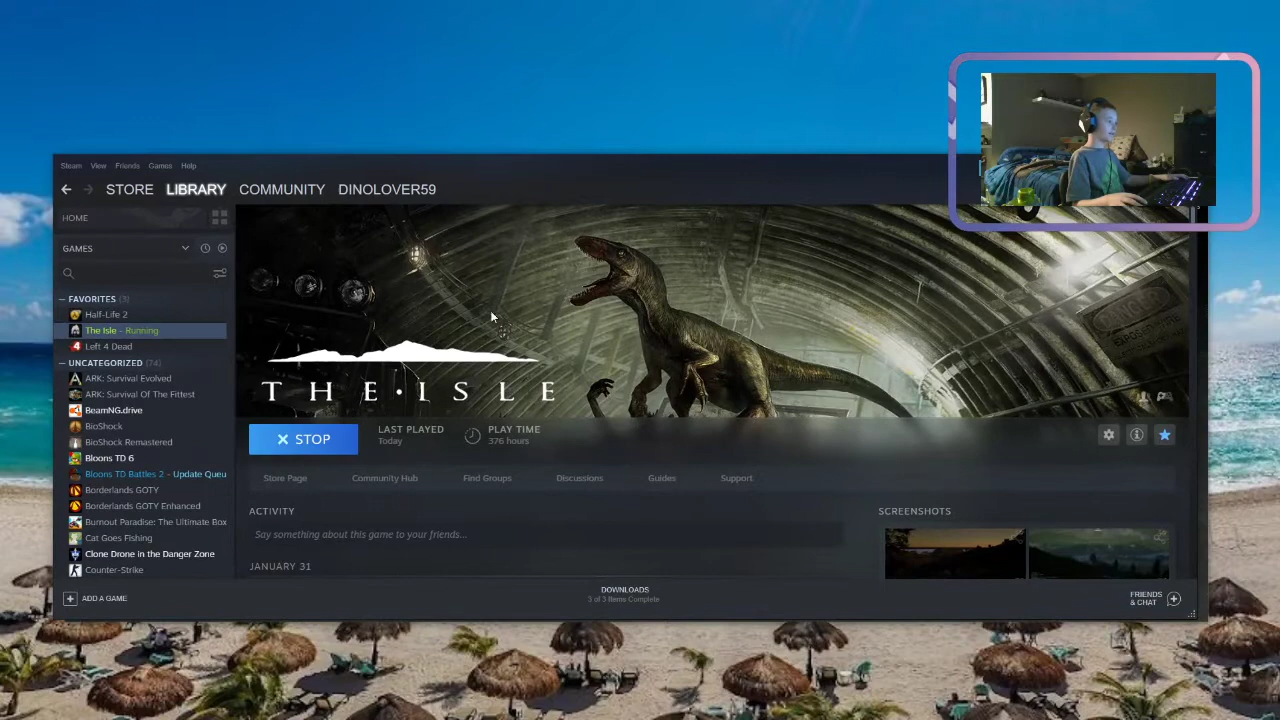 Steam View Friends Games Help
STORE LIBRARY COMMUNITY DINOLOVER59
HOME
GAMES
FAVORITES (3)
Half-Life 2
The Isle - Running
Left 4 Dead
UNCATEGORIZED (74)
ARK: Survival Evolved
ARK: Survival Of The Fittest
BeamNG.drive
BioShock
BioShock Remastered
Bloons TD 6
Bloons TD Battles 2 - Update Queu
Borderlands GOTY
Borderlands GOTY Enhanced
Burnout Paradise: The Ultimate Box
Cat Goes Fishing
Clone Drone in the Danger Zone
Counter-Strike
ADD A GAME
THE·ISLE
STOP
LAST PLAYED
Today
PLAY TIME
376 hours
Store Page Community Hub Find Groups Discussions Guides Support
ACTIVITY
Say something about this game to your friends...
JANUARY 31
SCREENSHOTS
DOWNLOADS
3 of 3 Items Complete
FRIENDS
& CHAT